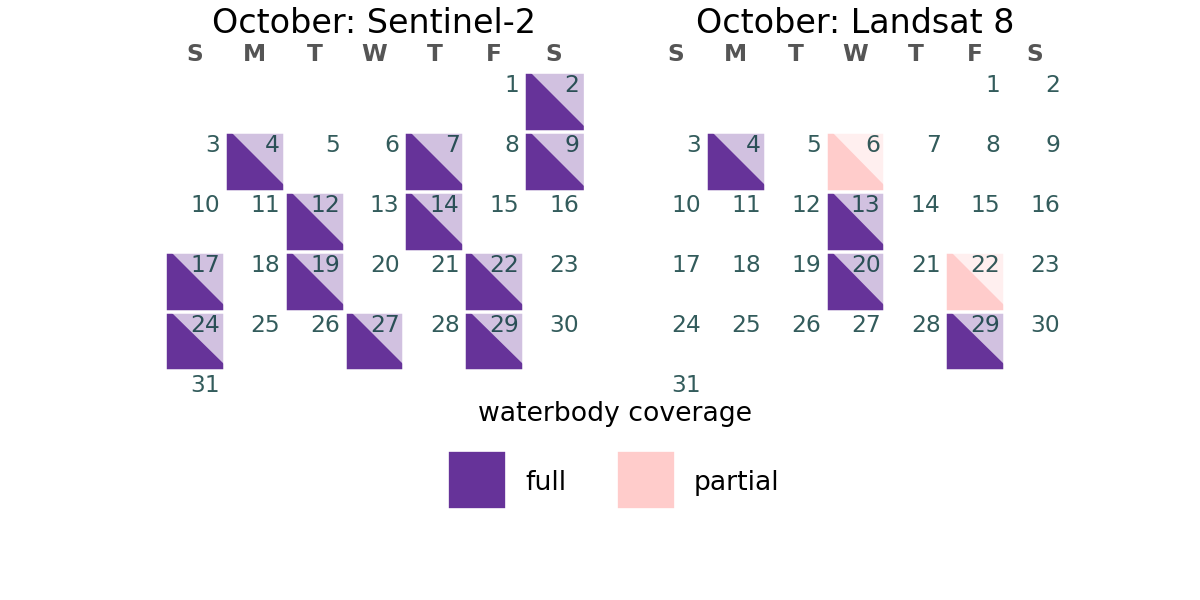 October: Sentinel-2
S M T W T F S
1 2
3 4 5 6 7 8 9
10 11 12 13 14 15 16
17 18 19 20 21 22 23
24 25 26 27 28 29 30
31
October: Landsat 8
S M T W T F S
1 2
3 4 5 6 7 8 9
10 11 12 13 14 15 16
17 18 19 20 21 22 23
24 25 26 27 28 29 30
31
waterbody coverage
full partial